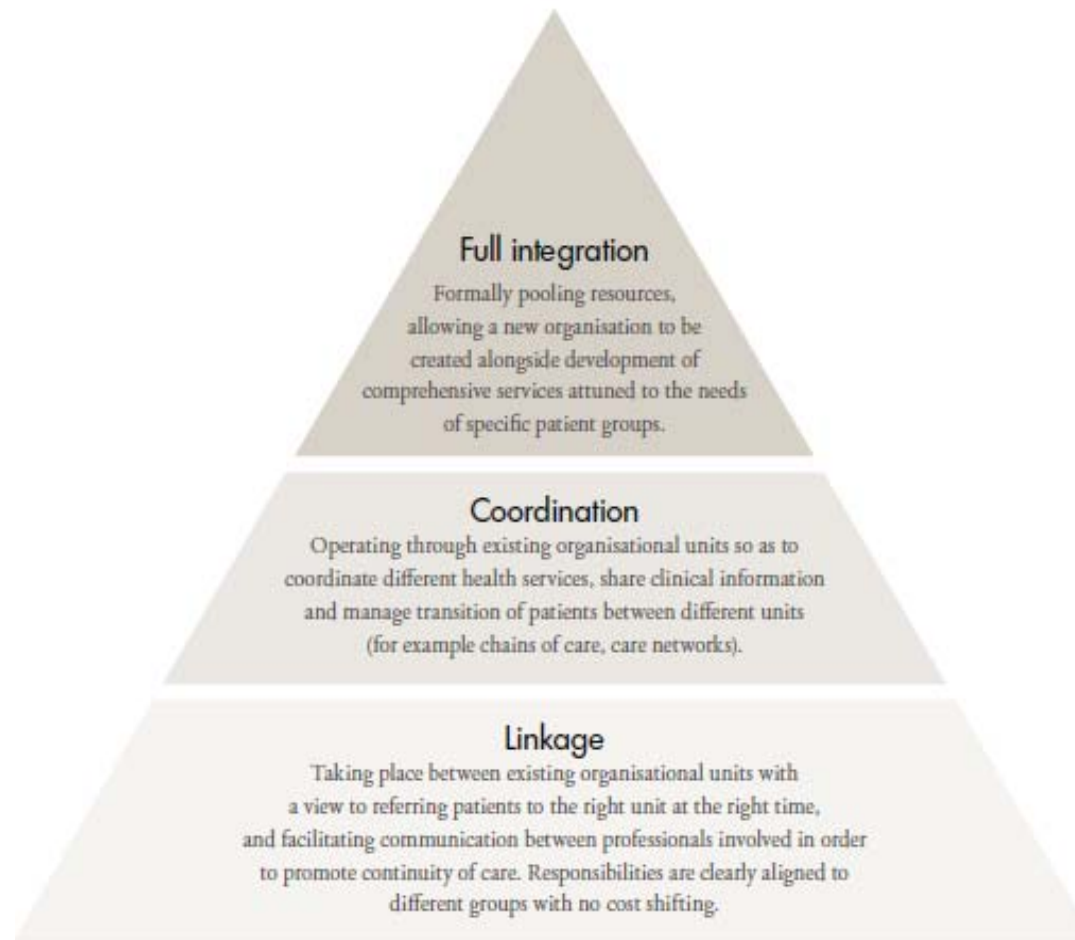 Full integration
Formally pooling resources,
allowing a new organisation to be
created alongside development of
comprehensive services attuned to the needs
of specific patient groups.
Coordination
Operating through existing organisational units so as to
coordinate different health services, share clinical information
and manage transition of patients between different units
(for example chains of care, care networks).
Linkage
Taking place between existing organisational units with
a view to referring patients to the right unit at the right time,
and facilitating communication between professionals involved in order
to promote continuity of care. Responsibilities are clearly aligned to
different groups with no cost shifting.